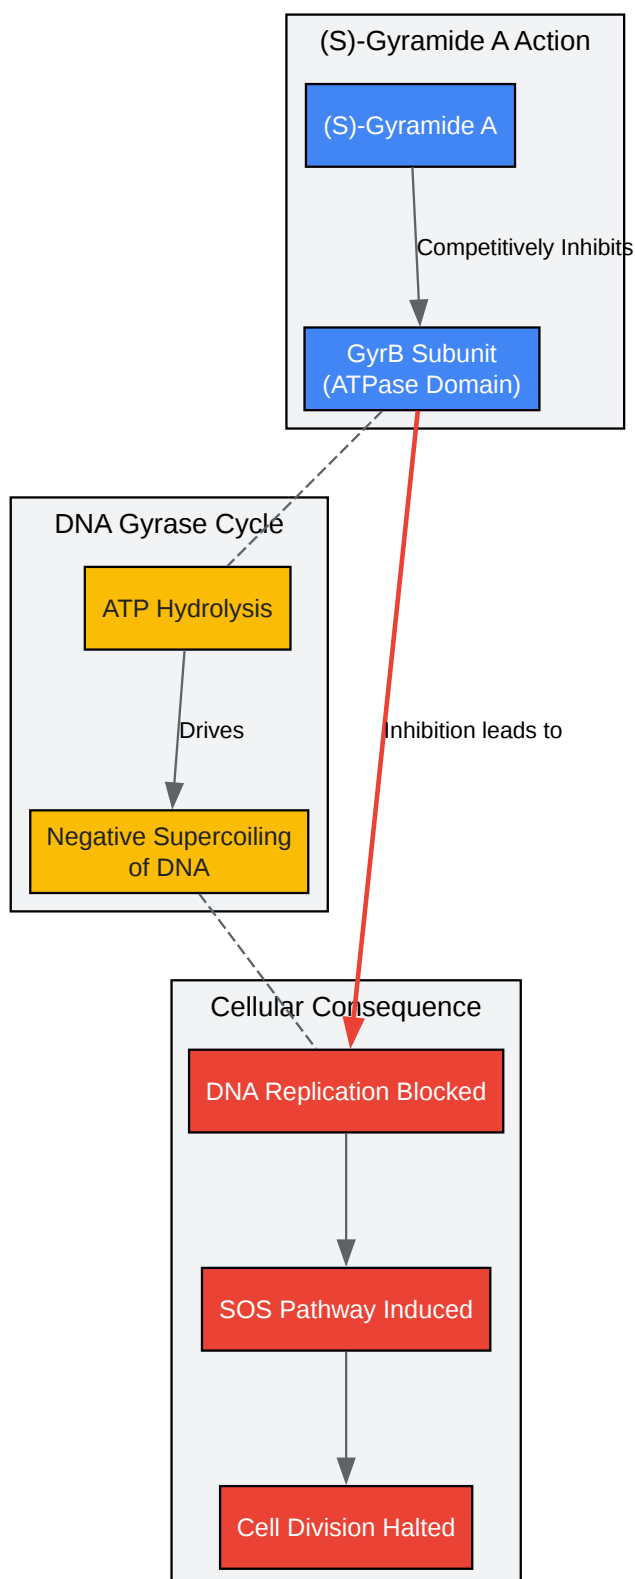 (S)-Gyramide A Action
(S)-Gyramide A
Competitively Inhibits
GyrB Subunit
(ATPase Domain)
DNA Gyrase Cycle
ATP Hydrolysis
Drives
Inhibition leads to
Negative Supercoiling
of DNA
Cellular Consequence
DNA Replication Blocked
SOS Pathway Induced
Cell Division Halted